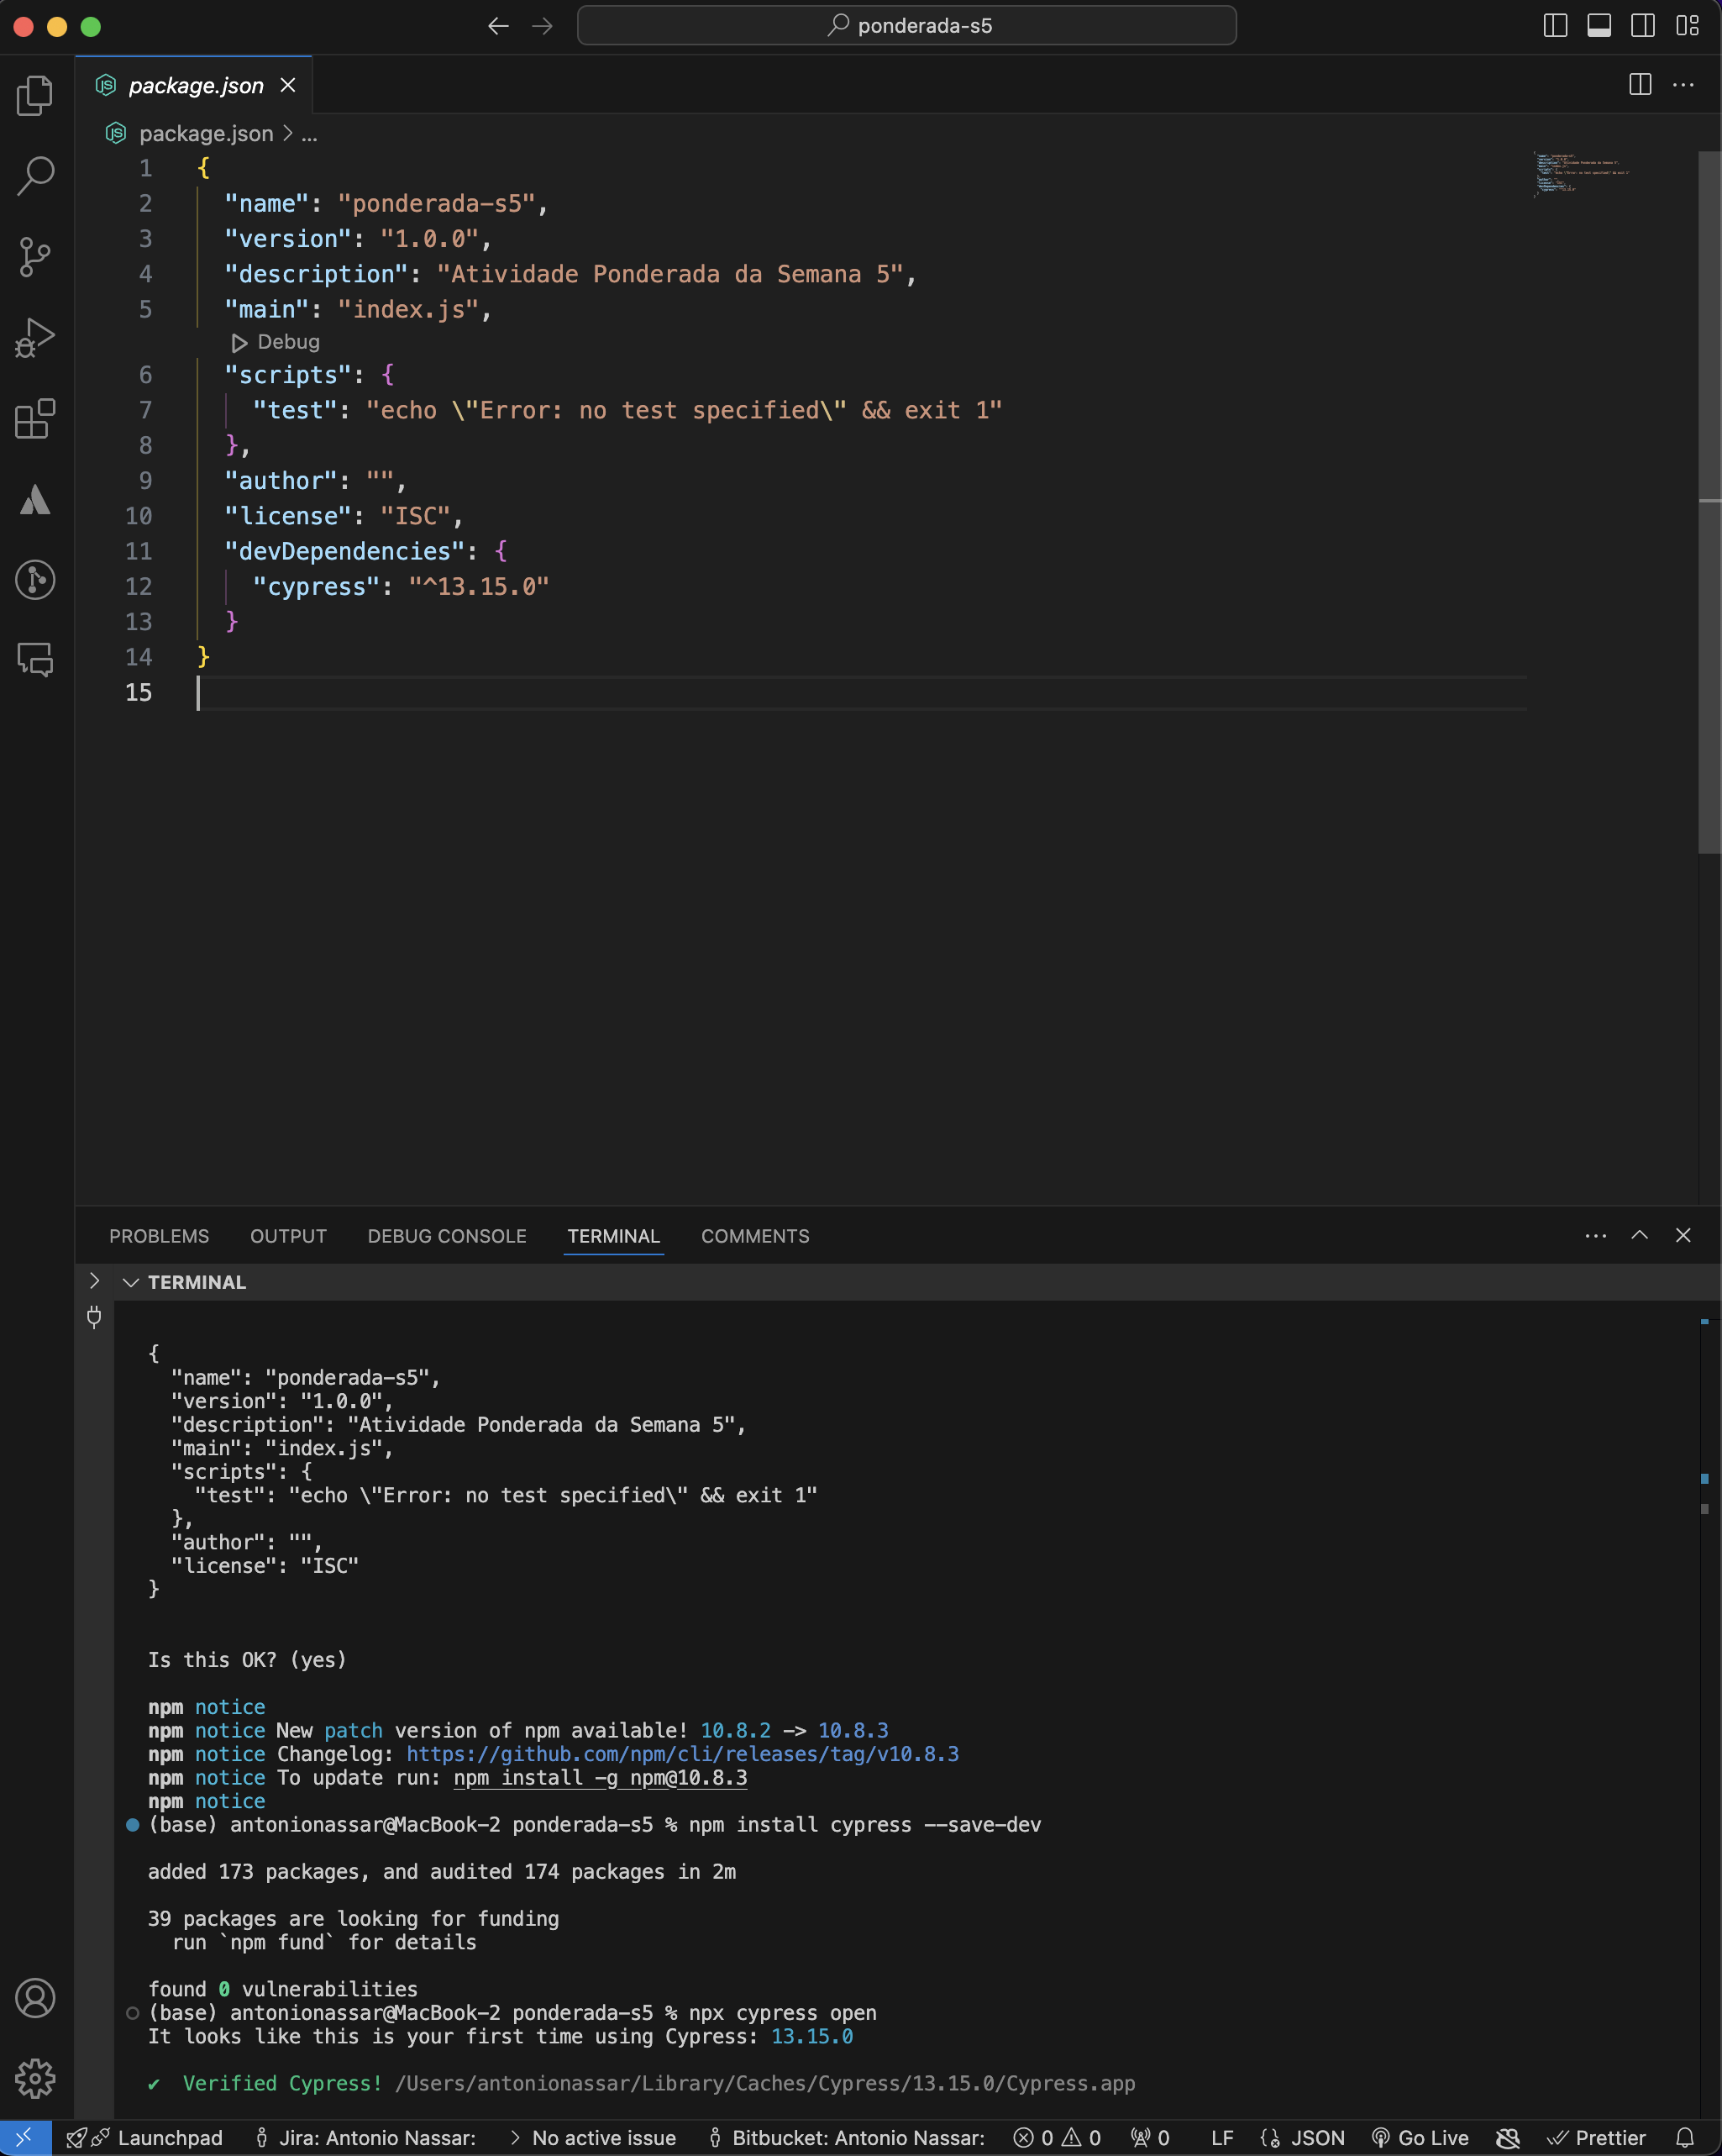 ponderada-s5
package.json
package.json > ...
1 {
2 "name": "ponderada-s5",
3 "version": "1.0.0",
4 "description": "Atividade Ponderada da Semana 5",
5 "main": "index.js",
Debug
6 "scripts": {
7 "test": "echo \"Error: no test specified\" && exit 1"
8 },
9 "author": "",
10 "license": "ISC",
11 "devDependencies": {
12 "cypress": "^13.15.0"
13 }
14 }
15
PROBLEMS OUTPUT DEBUG CONSOLE TERMINAL COMMENTS
TERMINAL
{
"name": "ponderada-s5",
"version": "1.0.0",
"description": "Atividade Ponderada da Semana 5",
"main": "index.js",
"scripts": {
"test": "echo \"Error: no test specified\" && exit 1"
},
"author": "",
"license": "ISC"
}
Is this OK? (yes)
npm notice
npm notice New patch version of npm available! 10.8.2 -> 10.8.3
npm notice Changelog: https://github.com/npm/cli/releases/tag/v10.8.3
npm notice To update run: npm install -g npm@10.8.3
npm notice
(base) antonionassar@MacBook-2 ponderada-s5 % npm install cypress --save-dev
added 173 packages, and audited 174 packages in 2m
39 packages are looking for funding
run `npm fund` for details
found 0 vulnerabilities
(base) antonionassar@MacBook-2 ponderada-s5 % npx cypress open
It looks like this is your first time using Cypress: 13.15.0
✔ Verified Cypress! /Users/antonionassar/Library/Caches/Cypress/13.15.0/Cypress.app
Launchpad Jira: Antonio Nassar: > No active issue Bitbucket: Antonio Nassar: 0 0 0 LF JSON Go Live Prettier